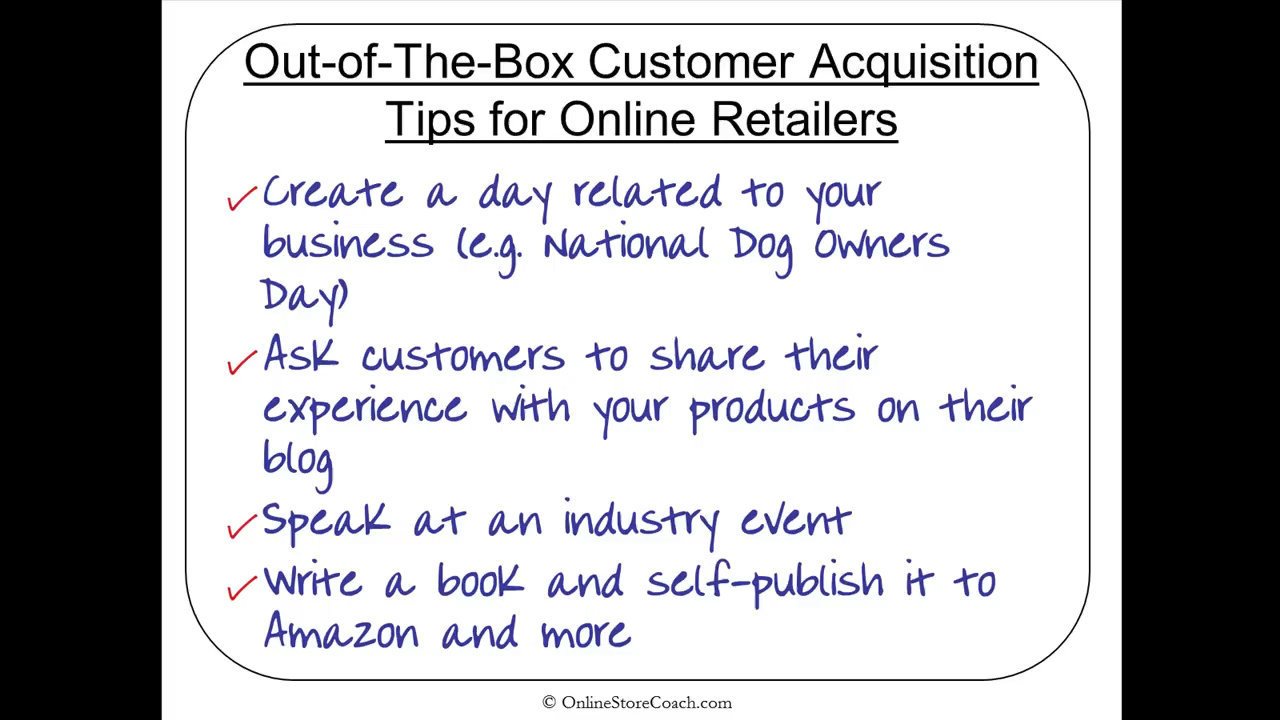 Out-of-The-Box Customer Acquisition
Tips for Online Retailers
✓Create a day related to your
business (e.g. National Dog Owners
Day)
✓Ask customers to share their
experience with your products on their
blog
✓Speak at an industry event
✓Write a book and self-publish it to
Amazon and more
© OnlineStoreCoach.com